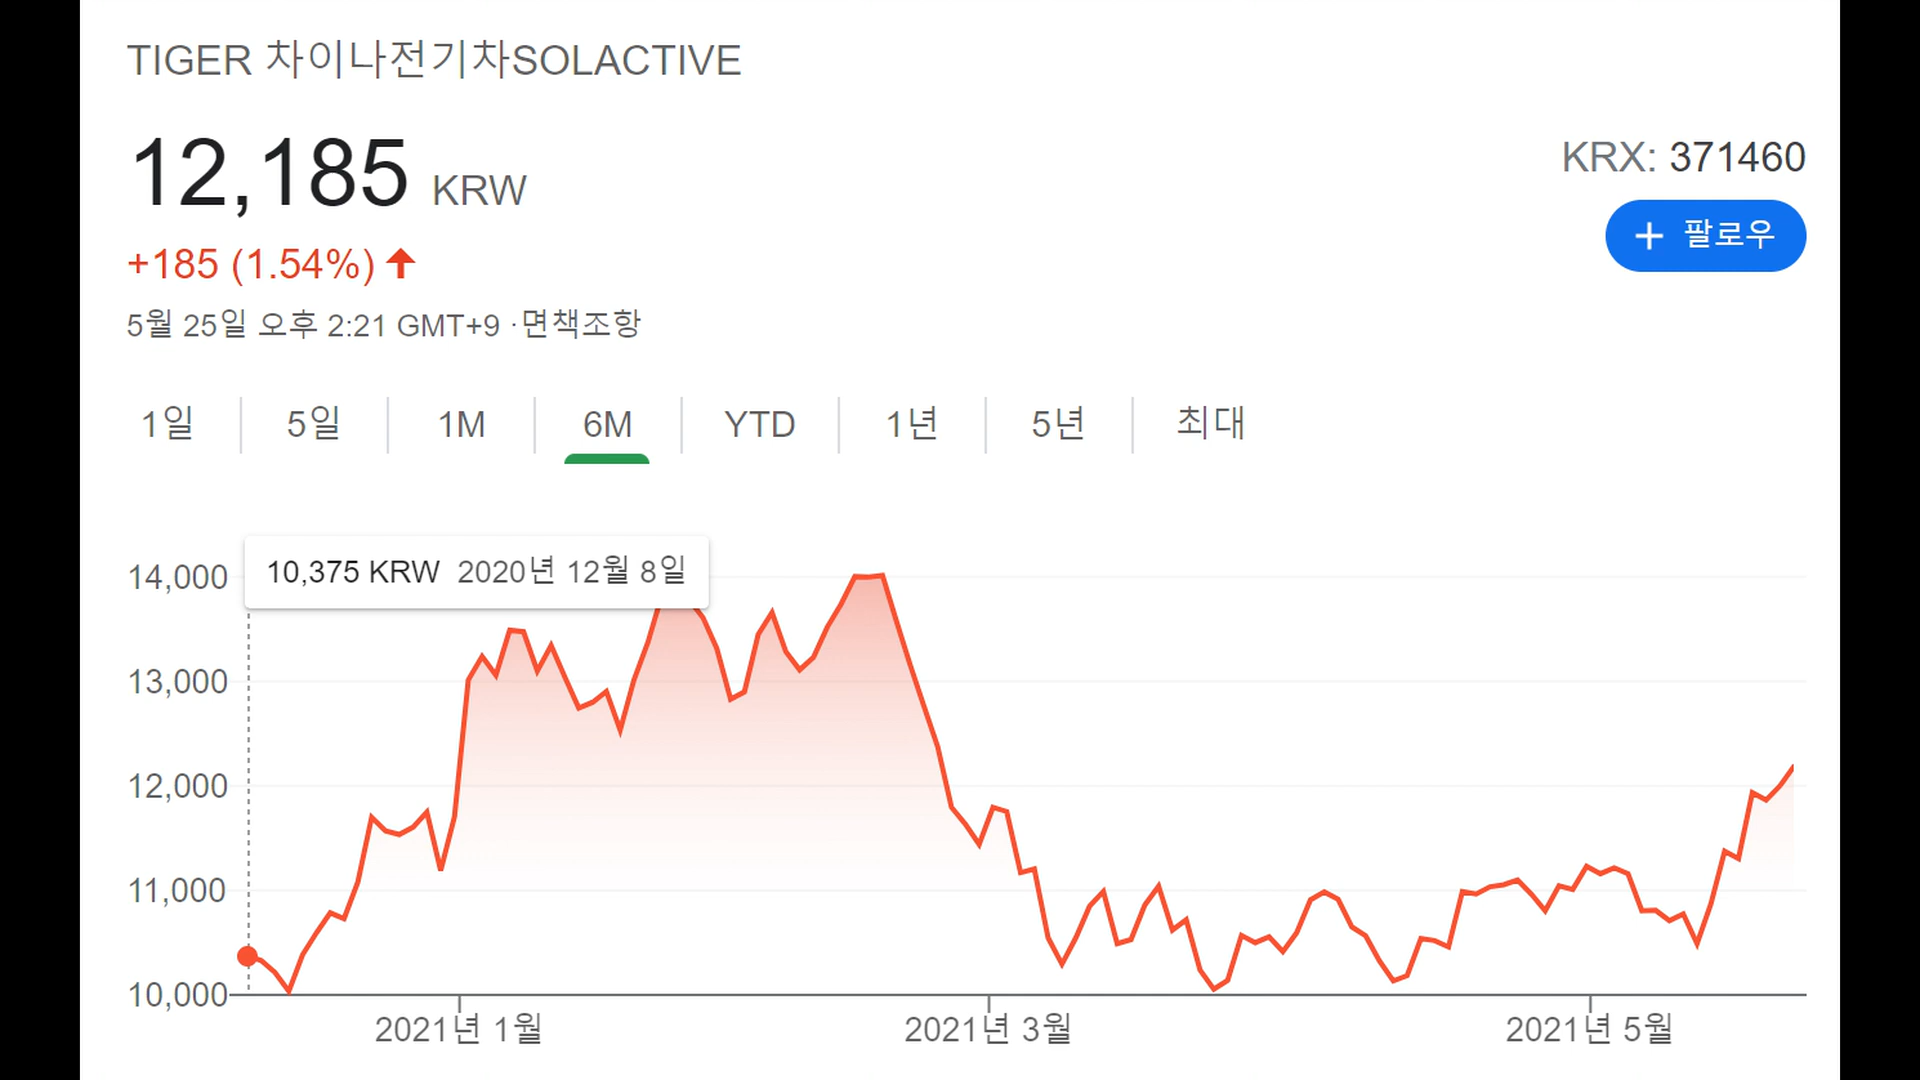 TIGER 차이나전기차SOLACTIVE
12,185 KRW
KRX: 371460
+185 (1.54%)
+ 팔로우
5월 25일 오후 2:21 GMT+9 ·면책조항
1일 5일 1M 6M YTD 1년 5년 최대
10,375 KRW 2020년 12월 8일
14,000
13,000
12,000
11,000
10,000
2021년 1월 2021년 3월 2021년 5월